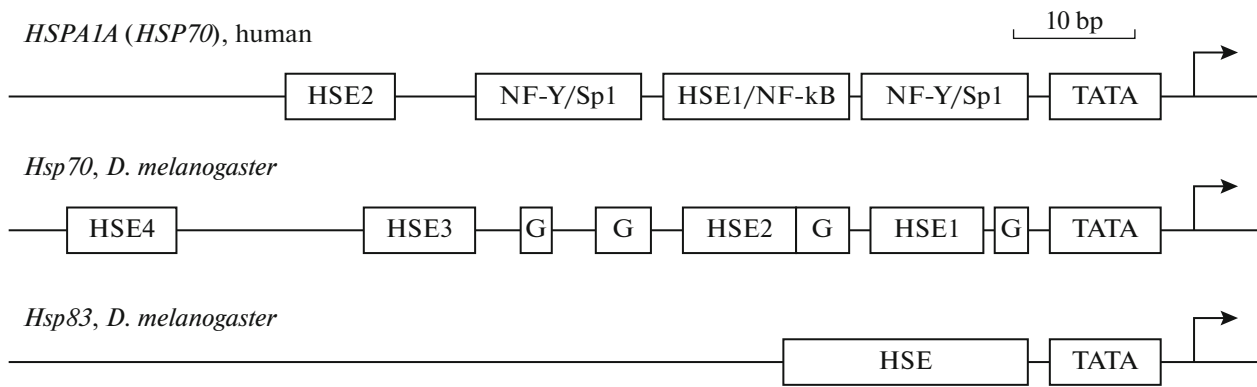 HSPA1A (HSP70), human
10 bp
HSE2 NF-Y/Sp1 HSE1/NF-kB NF-Y/Sp1 TATA
Hsp70, D. melanogaster
HSE4 HSE3 G G HSE2 G HSE1 G TATA
Hsp83, D. melanogaster
HSE TATA